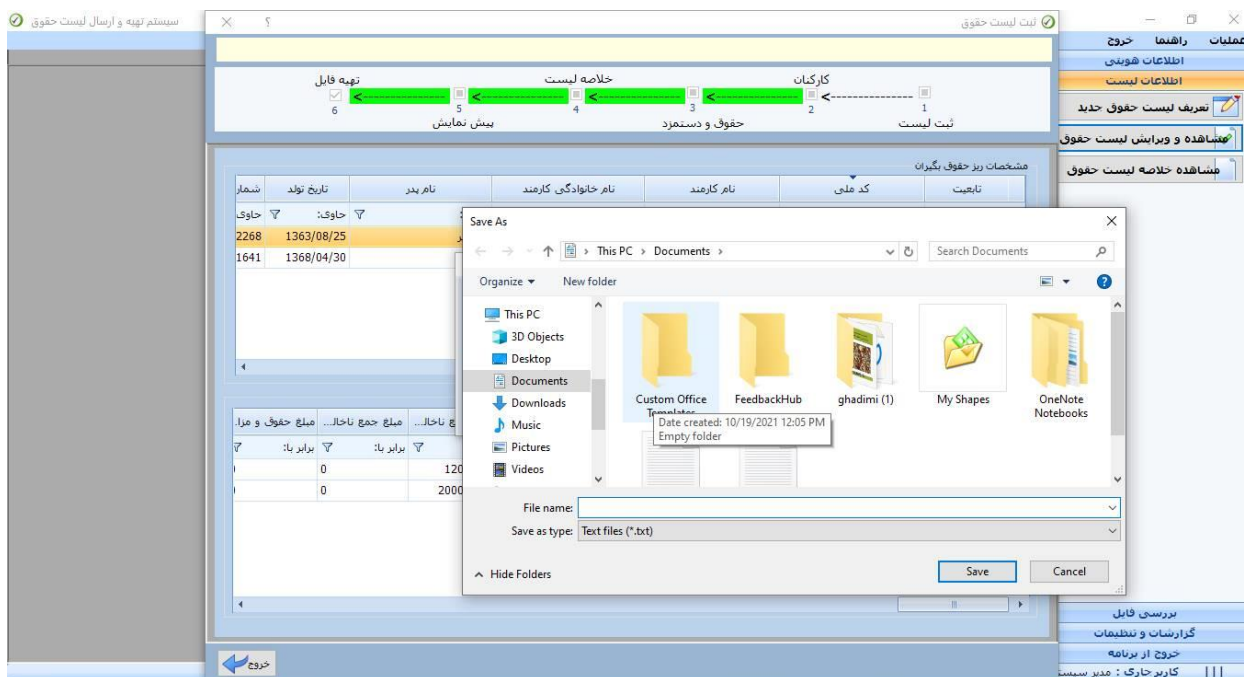 سیستم تهیه و ارسال لیست حقوق
ثبت لیست حقوق
عملیات راهنما خروج
اطلاعات هویتی
اطلاعات لیست
تعریف لیست حقوق جدید
مشاهده و ویرایش لیست حقوق
مشاهده خلاصه لیست حقوق
کارکنان خلاصه لیست تهیه فایل
1 2 3 4 5 6
ثبت لیست حقوق و دستمزد پیش نمایش
مشخصات ریز حقوق بگیران
تابعیت کد ملی نام کارمند نام خانوادگی کارمند نام پدر تاریخ تولد شمار
حاوی: حاوی
1363/08/25 2268
1368/04/30 1641
Save As
This PC > Documents >
Search Documents
Organize New folder
This PC
3D Objects
Desktop
Documents
Downloads
Music
Pictures
Videos
Custom Office Templates
FeedbackHub
ghadimi (1)
My Shapes
OneNote Notebooks
Date created: 10/19/2021 12:05 PM
Empty folder
File name:
Save as type: Text files (*.txt)
Hide Folders
Save Cancel
ع ناخال... مبلغ جمع ناخال... مبلغ حقوق و مزا.
برابر با: برابر با:
120 0
2000 0
خروج
بررسی فایل
گزارشات و تنظیمات
خروج از برنامه
کاربر جاری : مدیر سیست